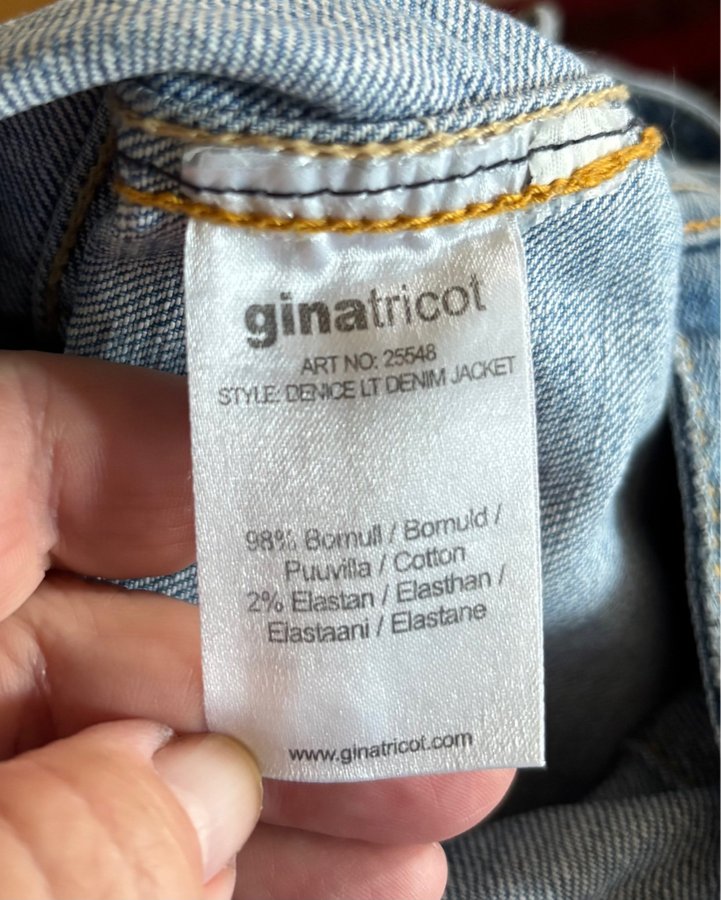 ginatricot
ART NO: 25548
STYLE: DENICE LT DENIM JACKET
98% Bomull / Bomuld /
Puuvilla / Cotton
2% Elastan / Elasthan /
Elastaani / Elastane
www.ginatricot.com